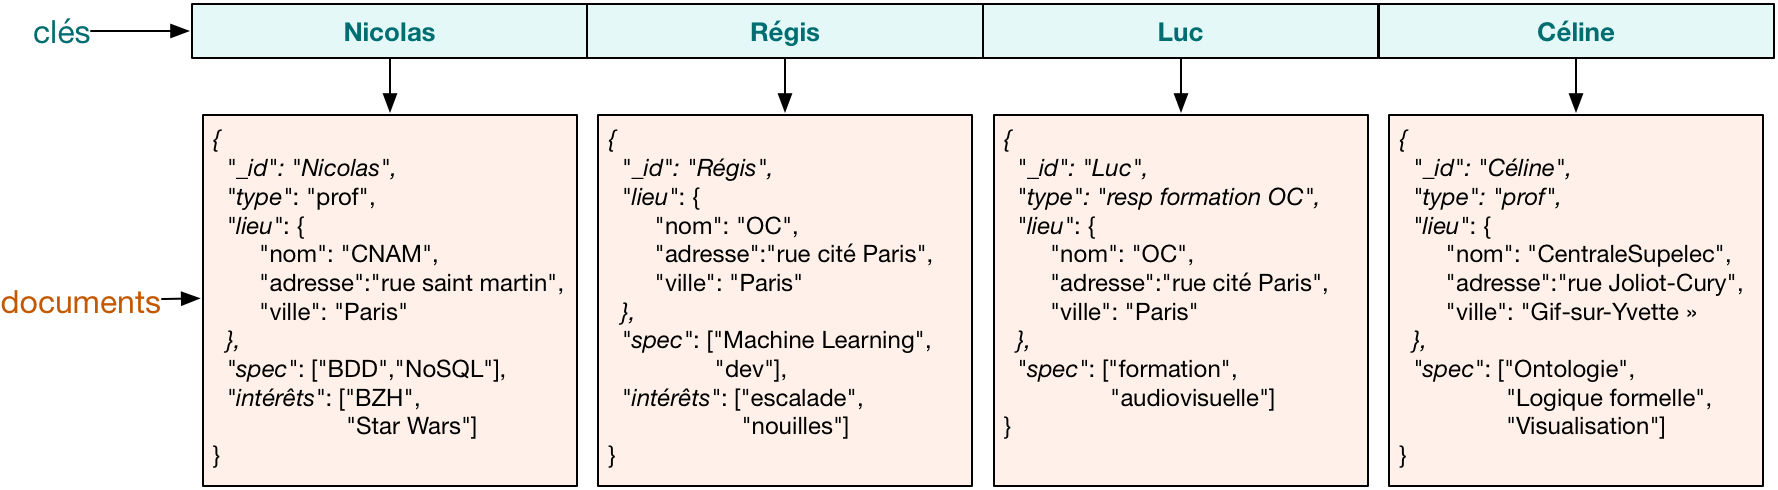 clés
Nicolas
Régis
Luc
Céline
documents
{
"_id": "Nicolas",
"type": "prof",
"lieu": {
"nom": "CNAM",
"adresse":"rue saint martin",
"ville": "Paris"
},
"spec": ["BDD","NoSQL"],
"intérêts": ["BZH",
"Star Wars"]
}
{
"_id": "Régis",
"lieu": {
"nom": "OC",
"adresse":"rue cité Paris",
"ville": "Paris"
},
"spec": ["Machine Learning",
"dev"],
"intérêts": ["escalade",
"nouilles"]
}
{
"_id": "Luc",
"type": "resp formation OC",
"lieu": {
"nom": "OC",
"adresse":"rue cité Paris",
"ville": "Paris"
},
"spec": ["formation",
"audiovisuelle"]
}
{
"_id": "Céline",
"type": "prof",
"lieu": {
"nom": "CentraleSupelec",
"adresse":"rue Joliot-Cury",
"ville": "Gif-sur-Yvette »
},
"spec": ["Ontologie",
"Logique formelle",
"Visualisation"]
}